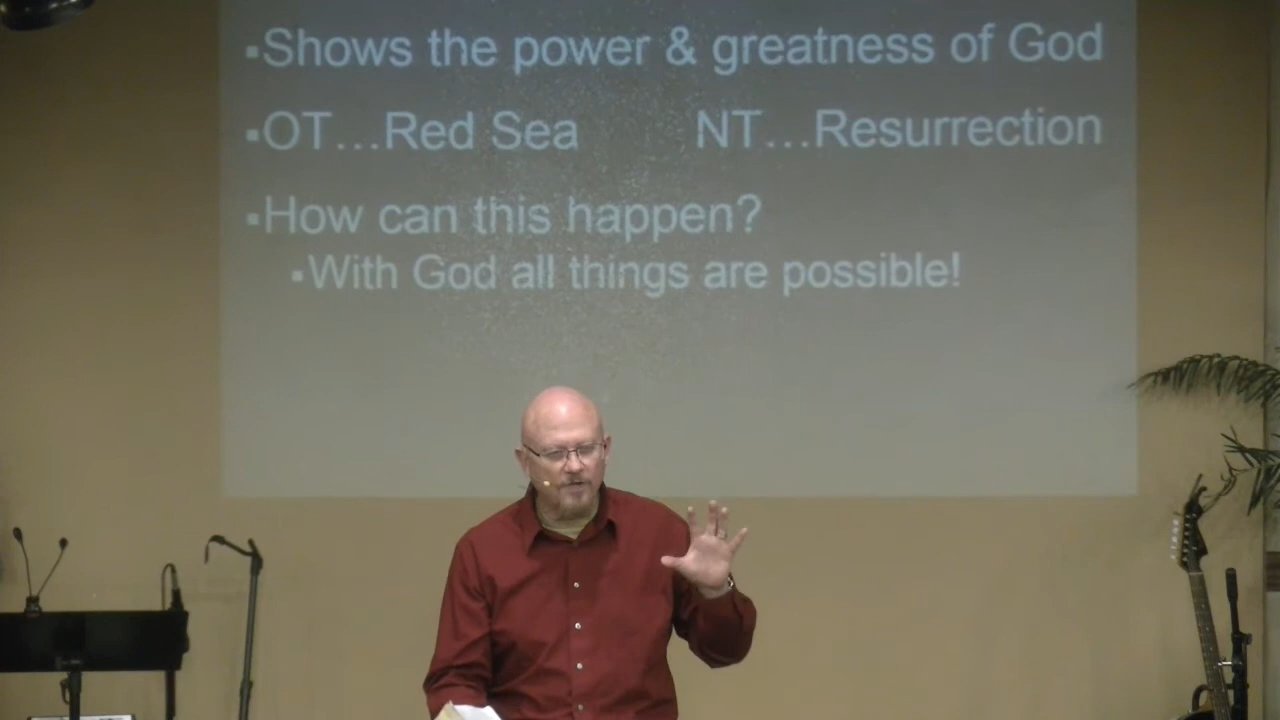 ▪Shows the power & greatness of God
▪OT...Red Sea NT...Resurrection
▪How can this happen?
▪With God all things are possible!